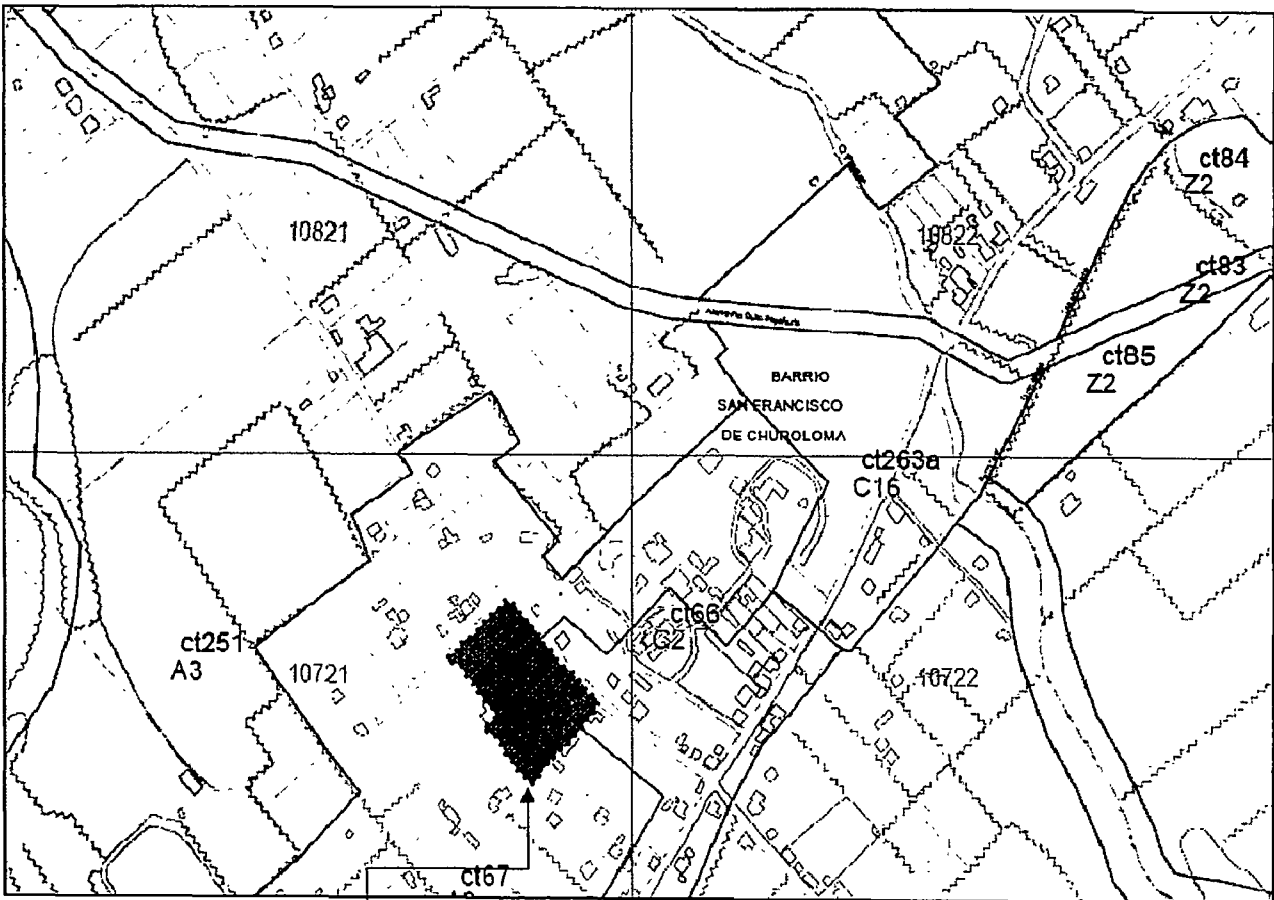 ct84
Z2
10821
10822
ct83
Z2
ct85
Z2
BARRIO
SAN FRANCISCO
DE CHUROLOMA
ct263a
C16
ct66
G2
ct251
A3
10721
10722
ct67